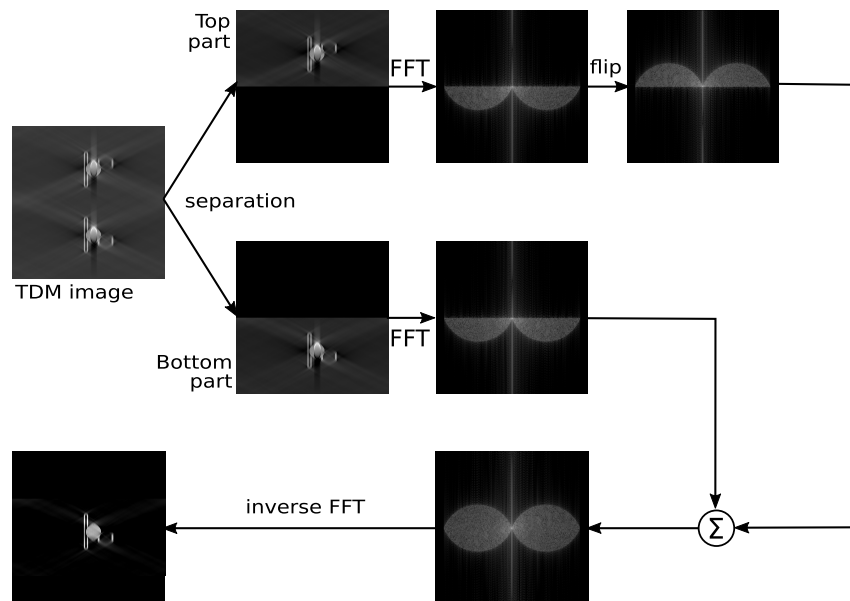 Top
part
FFT
flip
separation
TDM image
FFT
Bottom
part
inverse FFT
Σ